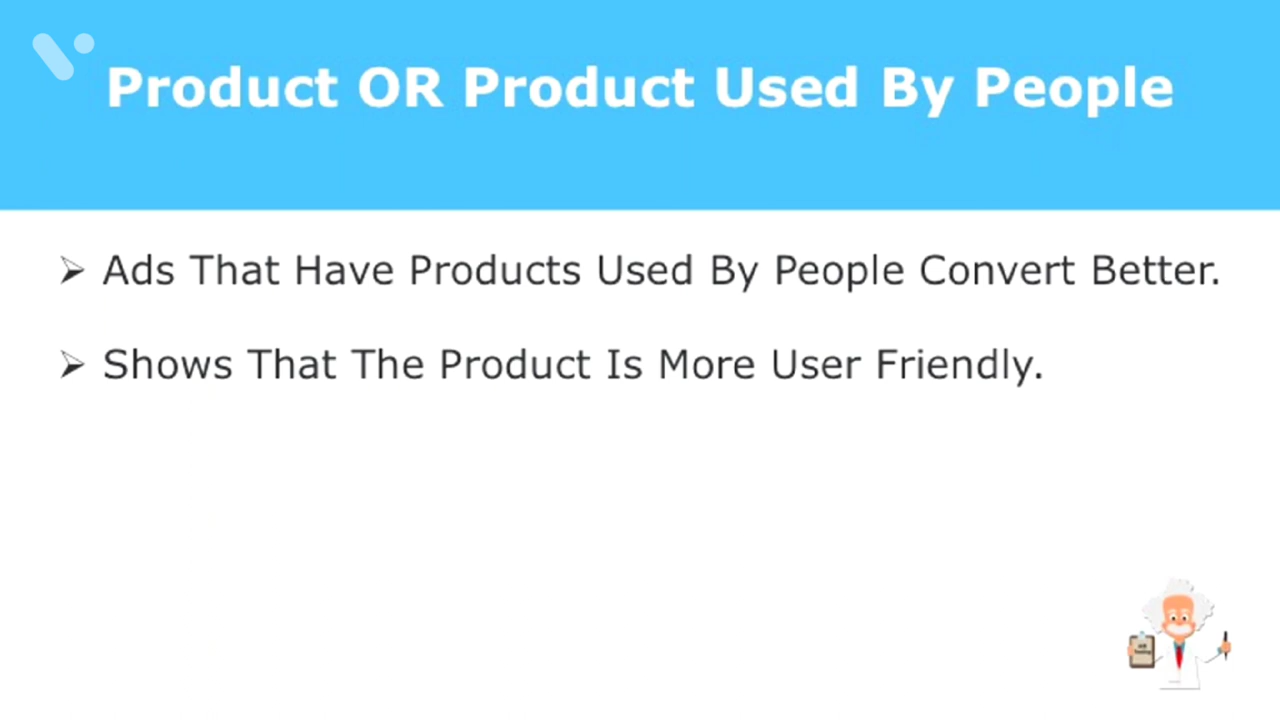 Product OR Product Used By People
➢ Ads That Have Products Used By People Convert Better.
➢ Shows That The Product Is More User Friendly.